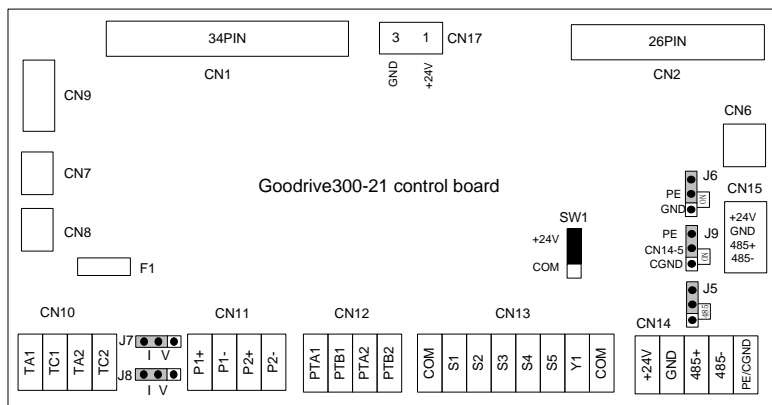 34PIN
3 1
CN17
26PIN
CN1
GND
+24V
CN2
CN9
CN6
CN7
J6
Goodrive300-21 control board
PE
NO
GND
CN15
CN8
SW1
+24V
COM
J9
PE
CN14-5
NO
CGND
+24V
GND
485+
485-
F1
J5
485
CN10
CN11
CN12
CN13
CN14
J7
I V
J8
I V
TA1
TC1
TA2
TC2
P1+
P1-
P2+
P2-
PTA1
PTB1
PTA2
PTB2
COM
S1
S2
S3
S4
S5
Y1
COM
+24V
GND
485+
485-
PE/CGND